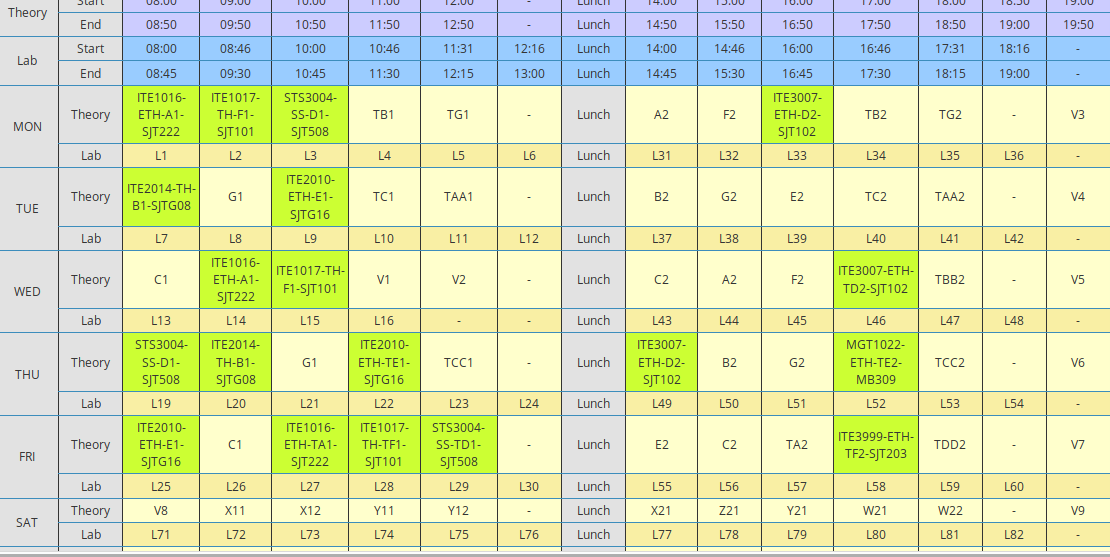 Theory Start 08:00 09:00 10:00 11:00 12:00 - Lunch 14:00 15:00 16:00 17:00 18:00 18:50 19:00
End 08:50 09:50 10:50 11:50 12:50 - Lunch 14:50 15:50 16:50 17:50 18:50 19:00 19:50
Lab Start 08:00 08:46 10:00 10:46 11:31 12:16 Lunch 14:00 14:46 16:00 16:46 17:31 18:16 -
End 08:45 09:30 10:45 11:30 12:15 13:00 Lunch 14:45 15:30 16:45 17:30 18:15 19:00 -
MON Theory ITE1016-ETH-A1-SJT222 ITE1017-TH-F1-SJT101 STS3004-SS-D1-SJT508 TB1 TG1 - Lunch A2 F2 ITE3007-ETH-D2-SJT102 TB2 TG2 - V3
Lab L1 L2 L3 L4 L5 L6 Lunch L31 L32 L33 L34 L35 L36 -
TUE Theory ITE2014-TH-B1-SJTG08 G1 ITE2010-ETH-E1-SJTG16 TC1 TAA1 - Lunch B2 G2 E2 TC2 TAA2 - V4
Lab L7 L8 L9 L10 L11 L12 Lunch L37 L38 L39 L40 L41 L42 -
WED Theory C1 ITE1016-ETH-A1-SJT222 ITE1017-TH-F1-SJT101 V1 V2 - Lunch C2 A2 F2 ITE3007-ETH-TD2-SJT102 TBB2 - V5
Lab L13 L14 L15 L16 - - Lunch L43 L44 L45 L46 L47 L48 -
THU Theory STS3004-SS-D1-SJT508 ITE2014-TH-B1-SJTG08 G1 ITE2010-ETH-TE1-SJTG16 TCC1 - Lunch ITE3007-ETH-D2-SJT102 B2 G2 MGT1022-ETH-TE2-MB309 TCC2 - V6
Lab L19 L20 L21 L22 L23 L24 Lunch L49 L50 L51 L52 L53 L54 -
FRI Theory ITE2010-ETH-E1-SJTG16 C1 ITE1016-ETH-TA1-SJT222 ITE1017-TH-TF1-SJT101 STS3004-SS-TD1-SJT508 - Lunch E2 C2 TA2 ITE3999-ETH-TF2-SJT203 TDD2 - V7
Lab L25 L26 L27 L28 L29 L30 Lunch L55 L56 L57 L58 L59 L60 -
SAT Theory V8 X11 X12 Y11 Y12 - Lunch X21 Z21 Y21 W21 W22 - V9
Lab L71 L72 L73 L74 L75 L76 Lunch L77 L78 L79 L80 L81 L82 -